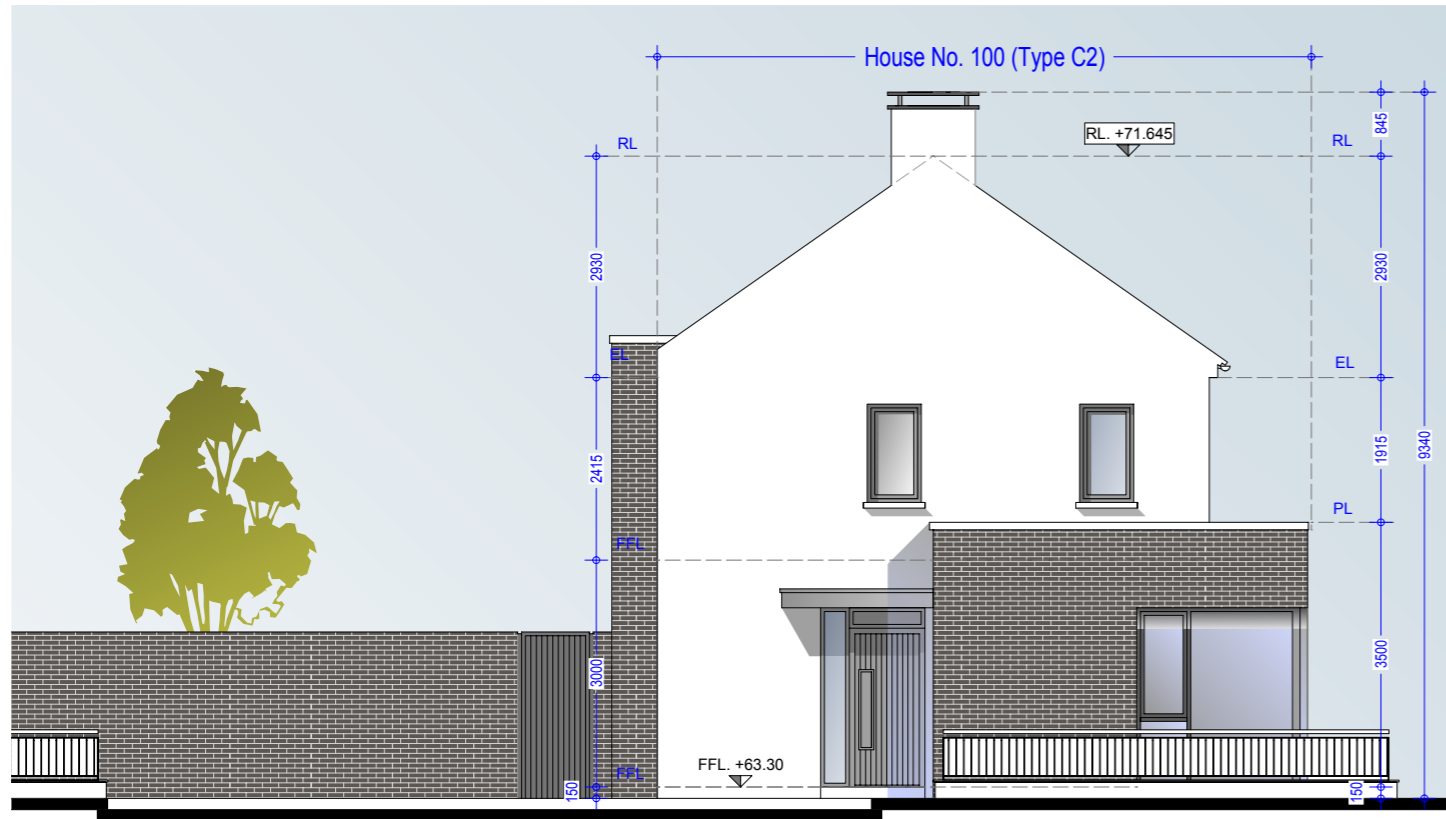 House No. 100 (Type C2)
845
RL. +71.645
RL
RL
2930
2930
EL
EL
2415
1915
9340
PL
FFL
3000
3500
FFL. +63.30
FFL
150
150